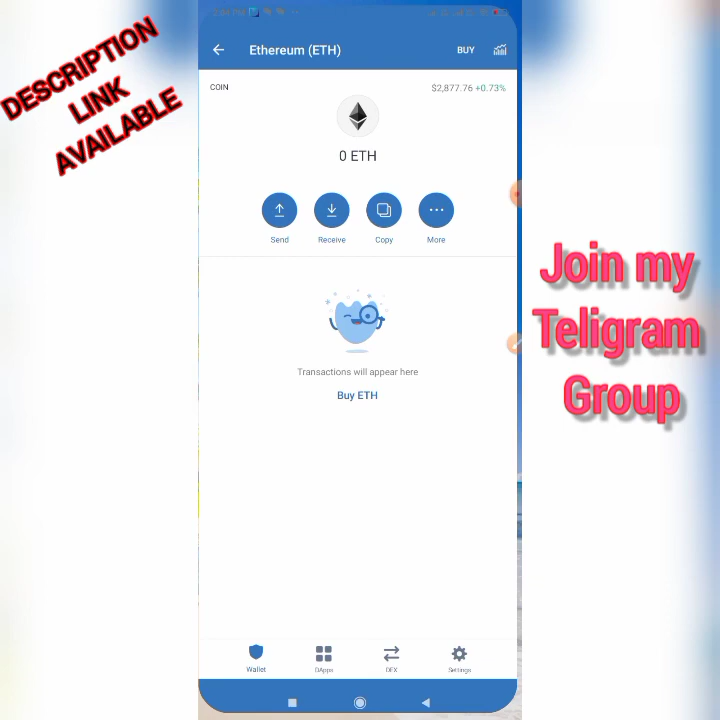 DESCRIPTION
LINK
AVAILABLE
Ethereum (ETH)
BUY
COIN
$2,877.76 +0.73%
0 ETH
Send
Receive
Copy
More
Transactions will appear here
Buy ETH
Wallet
DApps
DEX
Settings
Join my
Teligram
Group